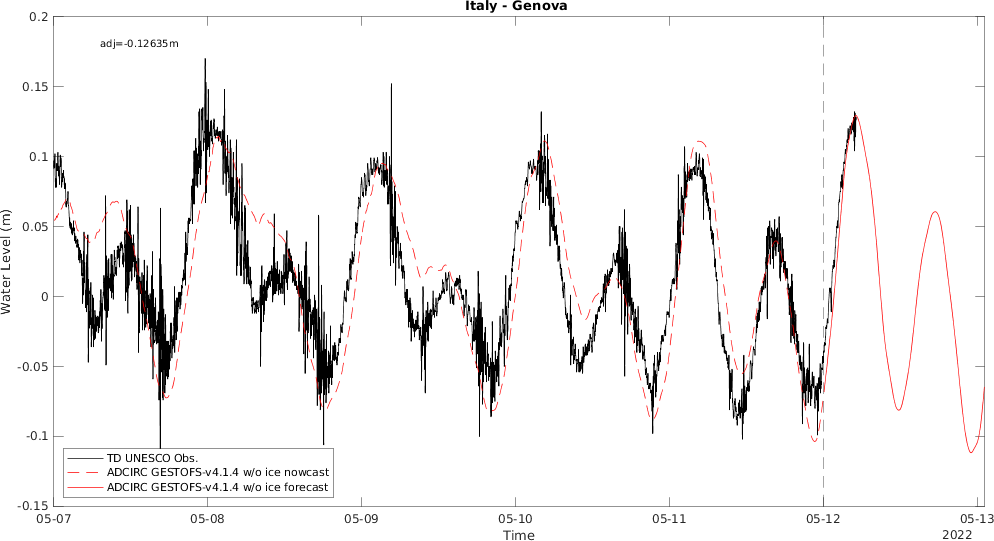 Italy - Genova
adj=-0.12635m
Water Level (m)
0.2
0.15
0.1
0.05
0
-0.05
-0.1
-0.15
TD UNESCO Obs.
ADCIRC GESTOFS-v4.1.4 w/o ice nowcast
ADCIRC GESTOFS-v4.1.4 w/o ice forecast
05-07 05-08 05-09 05-10 05-11 05-12 05-13
Time
2022